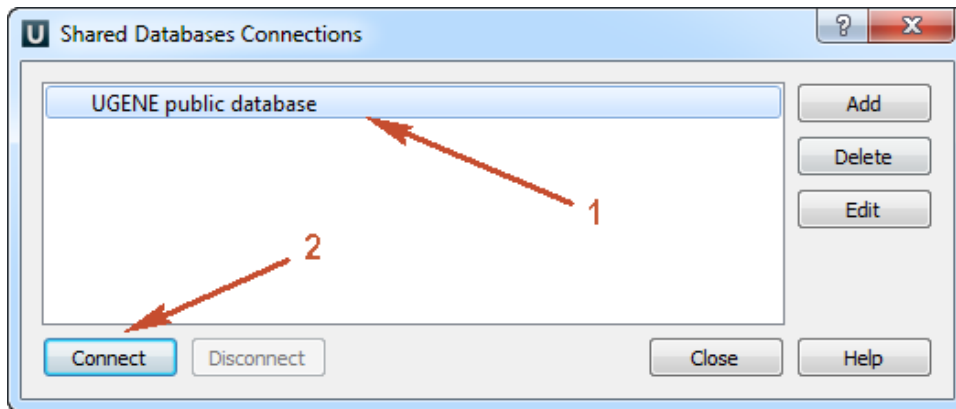 U Shared Databases Connections ? X
UGENE public database
Add
Delete
Edit
1
2
Connect Disconnect Close Help